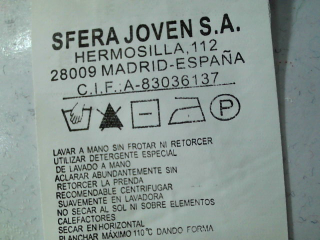 SFERA JOVEN S.A.
HERMOSILLA,112
28009 MADRID-ESPAÑA
C.I.F.:A-83036137
P
LAVAR A MANO SIN FROTAR NI RETORCER
UTILIZAR DETERGENTE ESPECIAL
DE LAVADO A MANO
ACLARAR ABUNDANTEMENTE SIN
RETORCER LA PRENDA
RECOMENDABLE CENTRIFUGAR
SUAVEMENTE EN LAVADORA
NO SECAR AL SOL NI SOBRE ELEMENTOS
CALEFACTORES
SECAR EN HORIZONTAL
PLANCHAR MÁXIMO 110°C DANDO FORMA